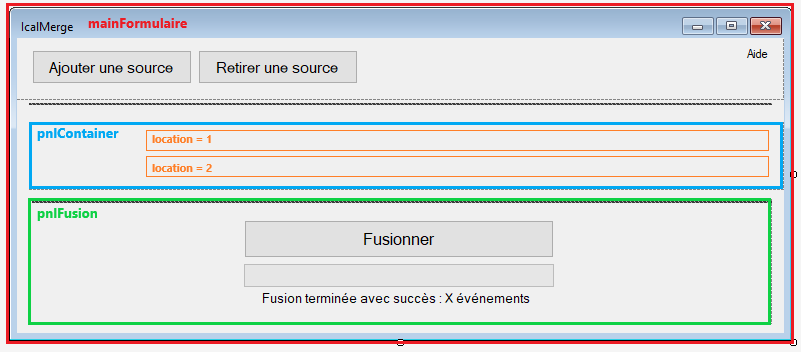 IcalMerge mainFormulaire
Ajouter une source Retirer une source Aide
pnlContainer
location = 1
location = 2
pnlFusion
Fusionner
Fusion terminée avec succès : X événements